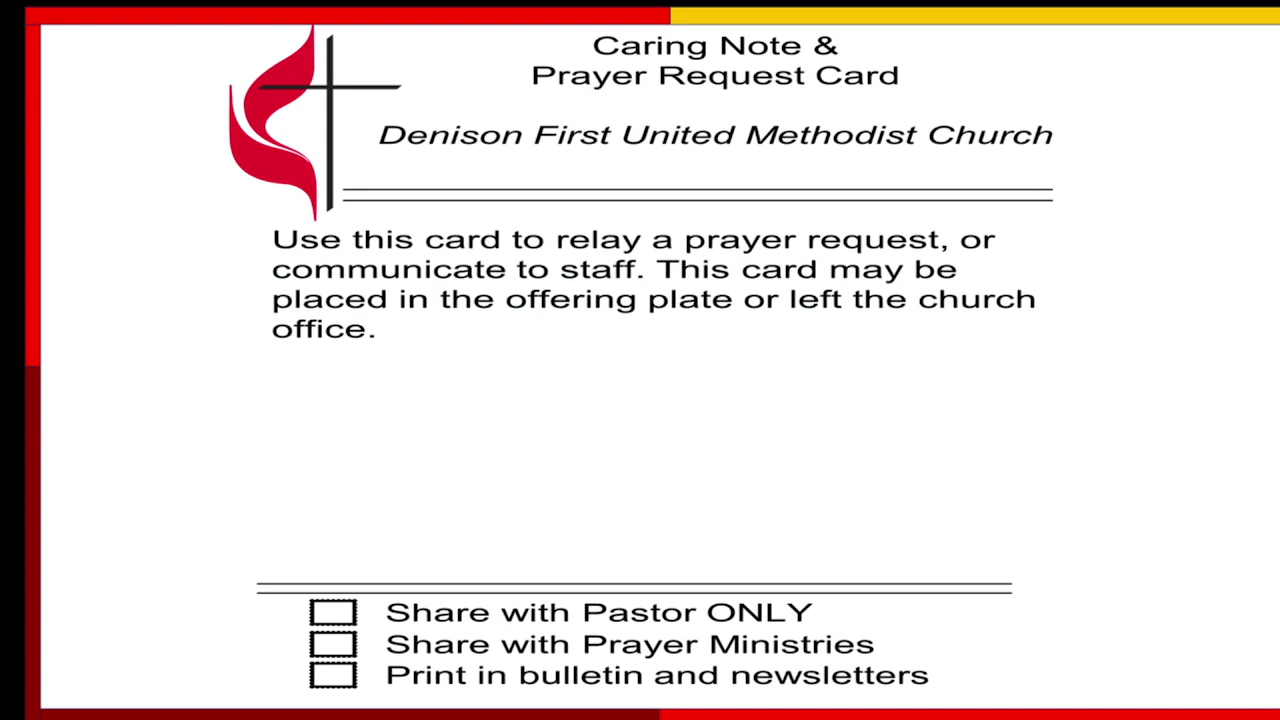 Caring Note &
Prayer Request Card
Denison First United Methodist Church
Use this card to relay a prayer request, or
communicate to staff. This card may be
placed in the offering plate or left the church
office.
Share with Pastor ONLY
Share with Prayer Ministries
Print in bulletin and newsletters